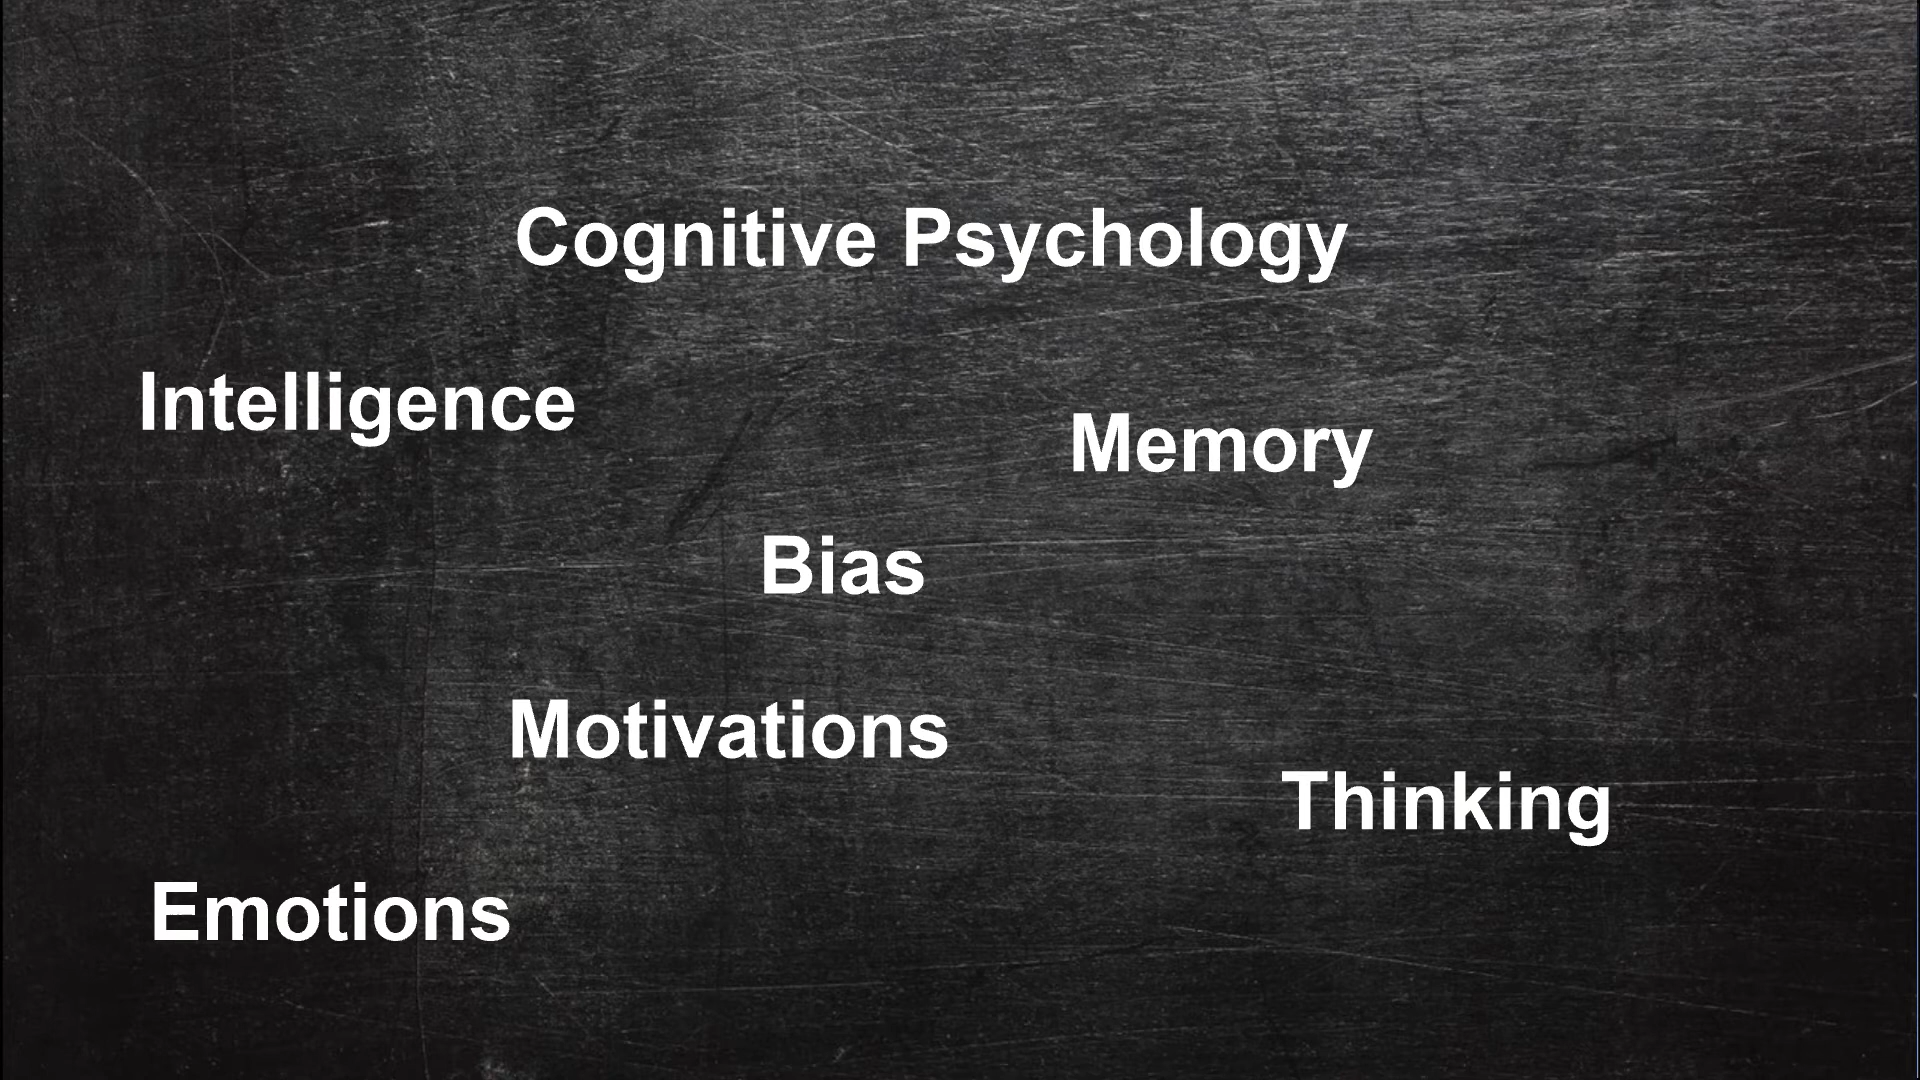 Cognitive Psychology
Intelligence
Memory
Bias
Motivations
Thinking
Emotions